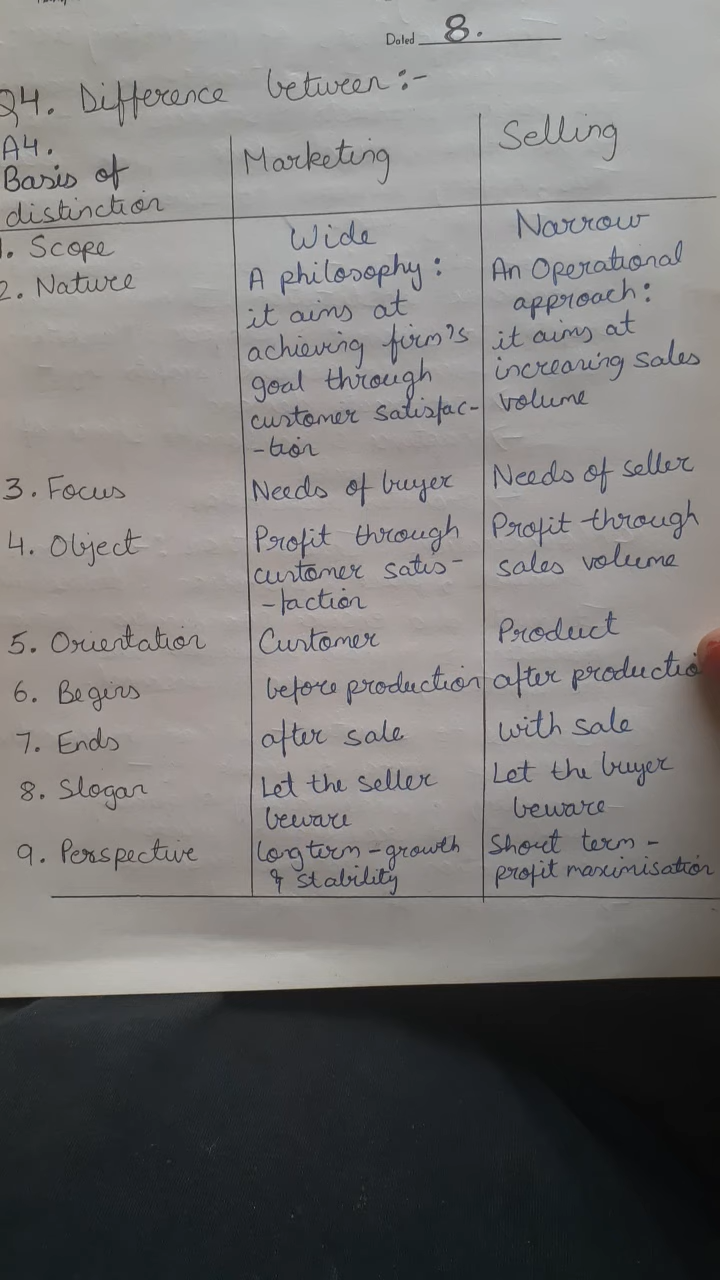 Dated 8.
Q4. Difference between :-
A4.
Basis of distinction | Marketing | Selling
1. Scope | Wide | Narrow
2. Nature | A philosophy: | An Operational
it aims at | approach:
achieving firm's | it aims at
goal through | increasing sales
customer satisfac- | volume
-tion
3. Focus | Needs of buyer | Needs of seller
4. Object | Profit through | Profit through
customer satis- | sales volume
-faction
5. Orientation | Customer | Product
6. Begins | before production | after productio
7. Ends | after sale | with sale
8. Slogan | Let the seller | Let the buyer
beware | beware
9. Perspective | long term - growth | Short term -
& stability | profit maximisation